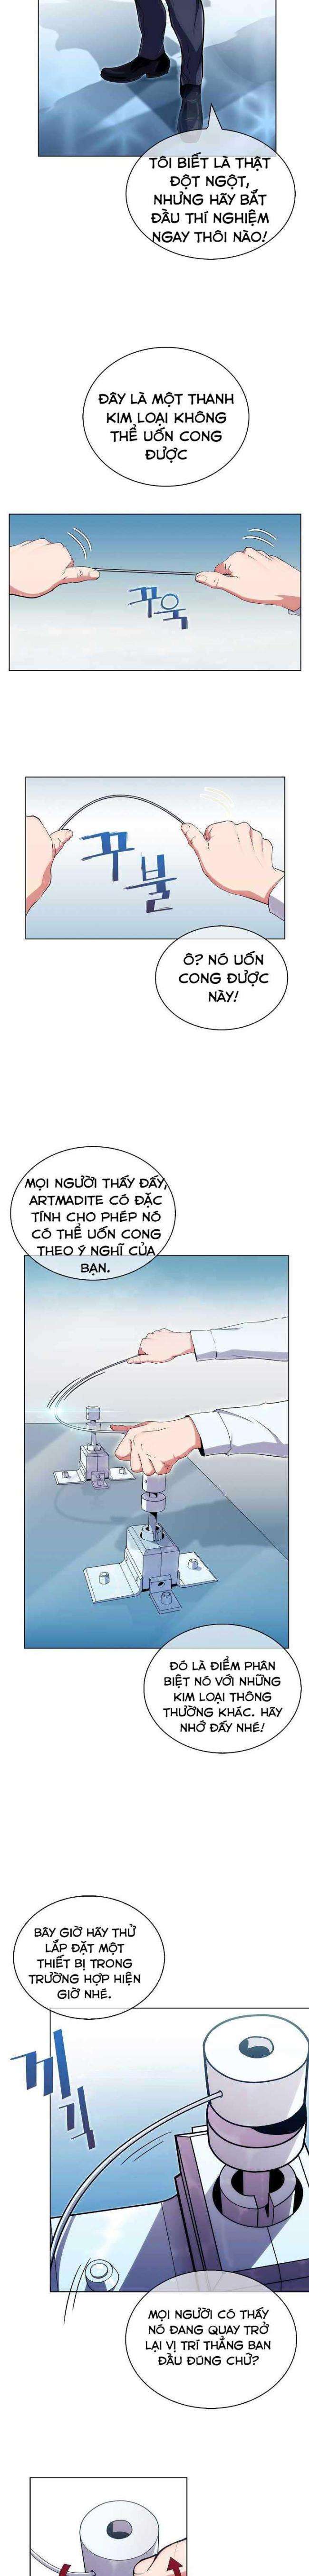 TÔI BIẾT LÀ THẬT
ĐỘT NGỘT,
NHƯNG HÃY BẮT
ĐẦU THÍ NGHIỆM
NGAY THÔI NÀO!
ĐÂY LÀ MỘT THANH
KIM LOẠI KHÔNG
THỂ UỐN CONG
ĐƯỢC
꾸욱
꾸불
Ồ? NÓ UỐN
CONG ĐƯỢC
NÀY!
MỌI NGƯỜI THẤY ĐẤY,
ARTMADITE CÓ ĐẶC
TÍNH CHO PHÉP NÓ
CÓ THỂ UỐN CONG
THEO Ý NGHĨ CỦA
BẠN.
ĐÓ LÀ ĐIỂM PHÂN
BIỆT NÓ VỚI NHỮNG
KIM LOẠI THÔNG
THƯỜNG KHÁC. HÃY
NHỚ ĐẤY NHÉ!
BÂY GIỜ HÃY THỬ
LẮP ĐẶT MỘT
THIẾT BỊ TRONG
TRƯỜNG HỢP HIỆN
GIỜ NHÉ.
MỌI NGƯỜI CÓ THẤY
NÓ ĐANG QUAY TRỞ
LẠI VỊ TRÍ THẲNG BAN
ĐẦU ĐÚNG CHỨ?